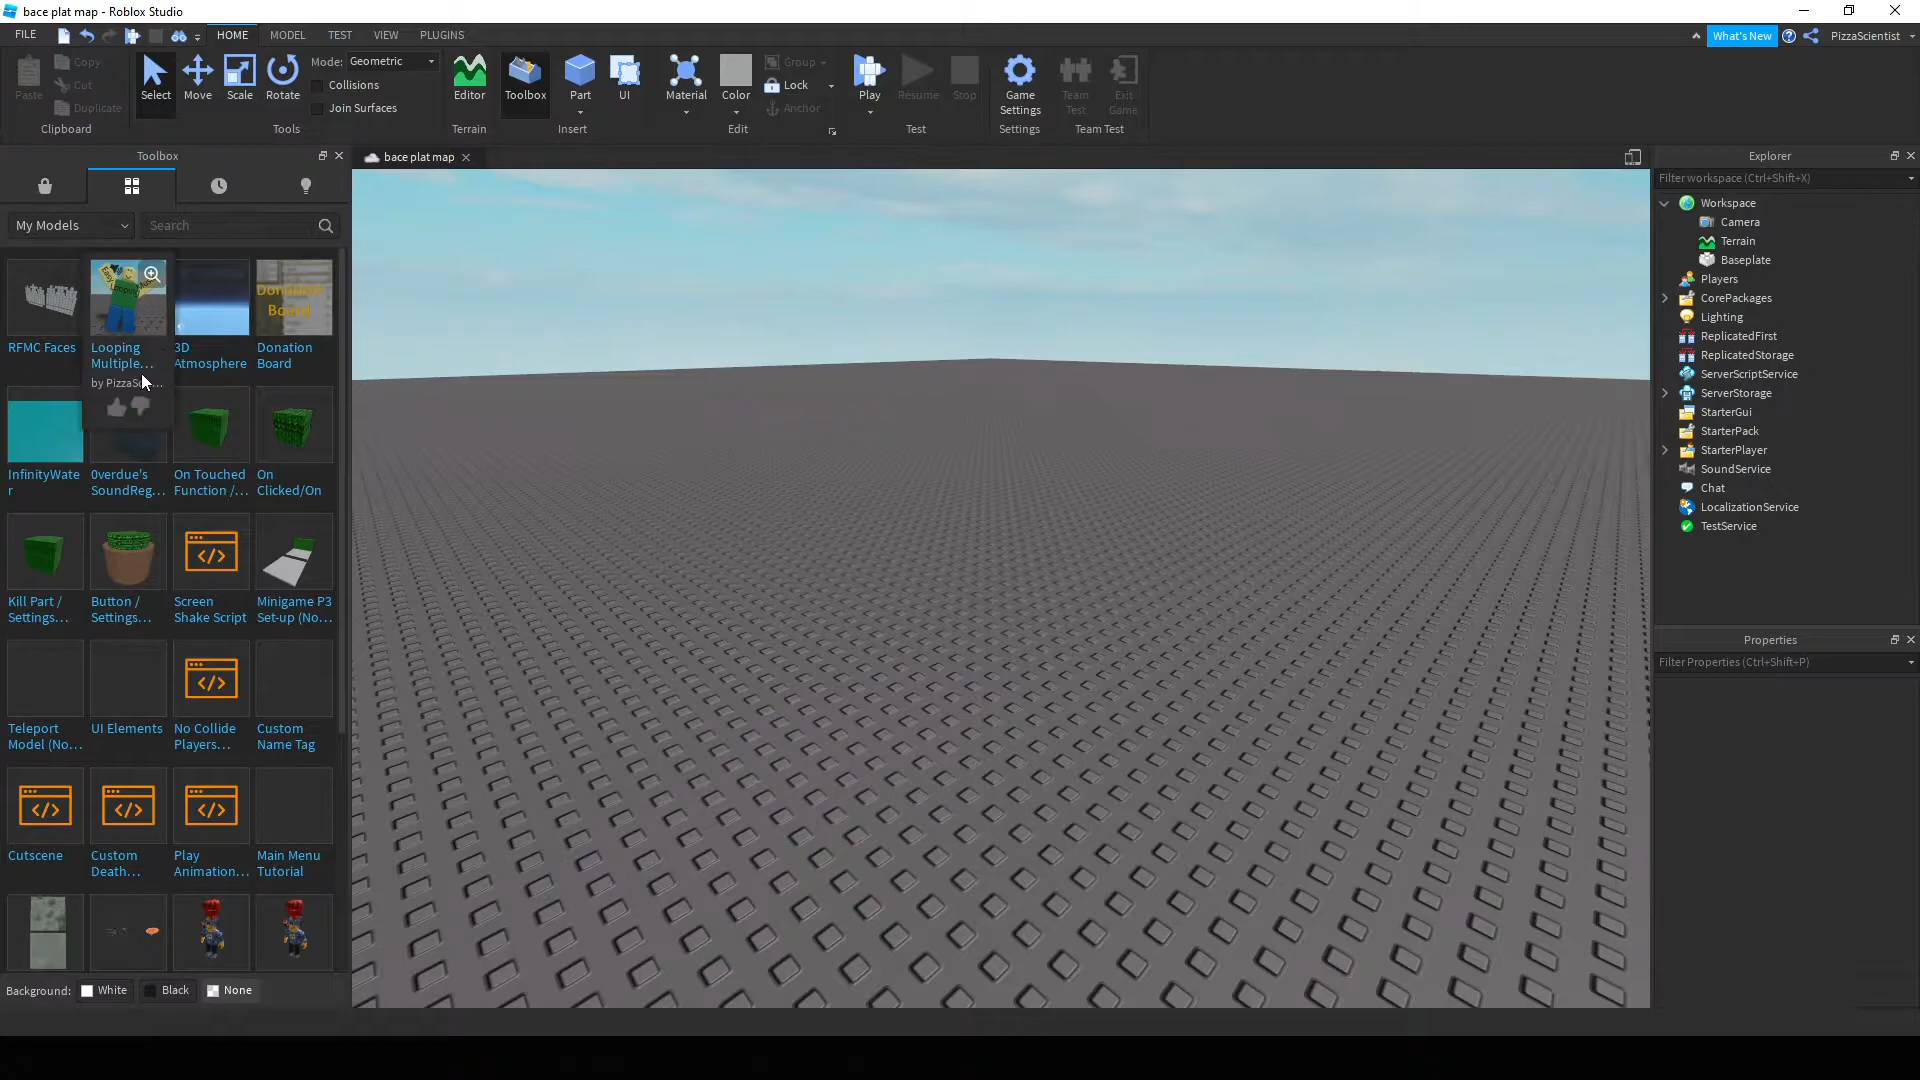 bace plat map - Roblox Studio
FILE
HOME
MODEL
TEST
VIEW
PLUGINS
What's New
PizzaScientist
Paste
Copy
Cut
Duplicate
Clipboard
Select
Move
Scale
Rotate
Mode: Geometric
Collisions
Join Surfaces
Tools
Editor
Terrain
Toolbox
Part
UI
Insert
Material
Color
Group
Lock
Anchor
Edit
Play
Resume
Stop
Test
Game
Settings
Settings
Team
Test
Exit
Game
Team Test
Toolbox
My Models
Search
RFMC Faces
Looping
Multiple...
by PizzaSc...
3D
Atmosphere
Donation
Board
Donation
Board
InfinityWate
r
0verdue's
SoundReg...
On Touched
Function /...
On
Clicked/On
Kill Part /
Settings...
Button /
Settings...
Screen
Shake Script
Minigame P3
Set-up (No...
Teleport
Model (No...
UI Elements
No Collide
Players...
Custom
Name Tag
Cutscene
Custom
Death...
Play
Animation...
Main Menu
Tutorial
Background:
White
Black
None
bace plat map
Explorer
Filter workspace (Ctrl+Shift+X)
Workspace
Camera
Terrain
Baseplate
Players
CorePackages
Lighting
ReplicatedFirst
ReplicatedStorage
ServerScriptService
ServerStorage
StarterGui
StarterPack
StarterPlayer
SoundService
Chat
LocalizationService
TestService
Properties
Filter Properties (Ctrl+Shift+P)